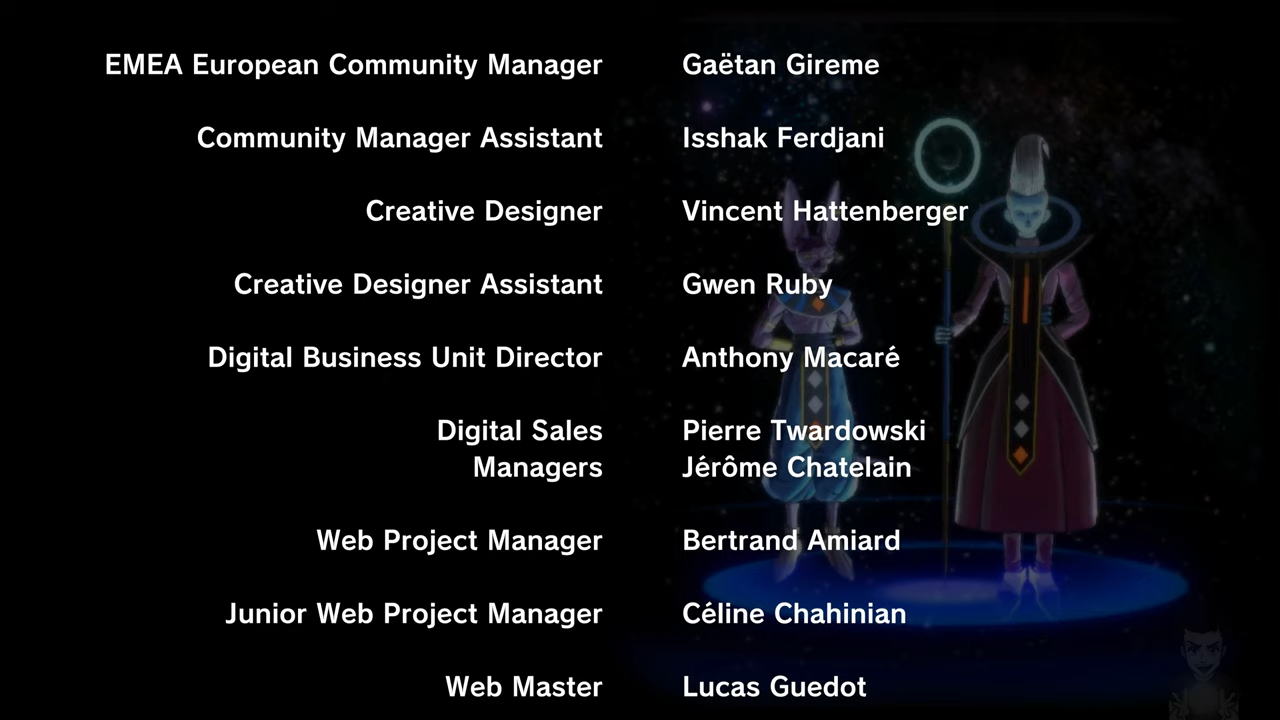 EMEA European Community Manager Gaëtan Gireme
Community Manager Assistant Isshak Ferdjani
Creative Designer Vincent Hattenberger
Creative Designer Assistant Gwen Ruby
Digital Business Unit Director Anthony Macaré
Digital Sales Pierre Twardowski
Managers Jérôme Chatelain
Web Project Manager Bertrand Amiard
Junior Web Project Manager Céline Chahinian
Web Master Lucas Guedot